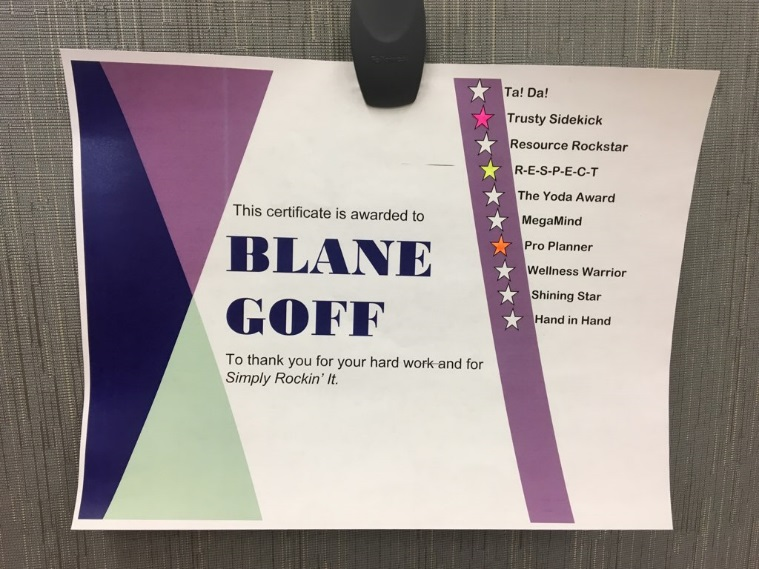 This certificate is awarded to
BLANE
GOFF
To thank you for your hard work and for
Simply Rockin' It.
Ta! Da!
Trusty Sidekick
Resource Rockstar
R-E-S-P-E-C-T
The Yoda Award
MegaMind
Pro Planner
Wellness Warrior
Shining Star
Hand in Hand